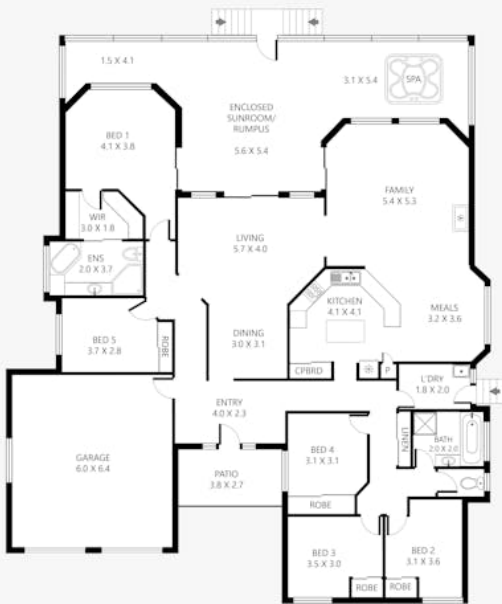 1.5 X 4.1
3.1 X 5.4
SPA
ENCLOSED
SUNROOM/
RUMPUS
5.6 X 5.4
BED 1
4.1 X 3.8
FAMILY
5.4 X 5.3
WIR
3.0 X 1.8
LIVING
5.7 X 4.0
ENS
2.0 X 3.7
KITCHEN
4.1 X 4.1
MEALS
3.2 X 3.6
BED 5
3.7 X 2.8
ROBE
DINING
3.0 X 3.1
CPBRD
P
L'DRY
1.8 X 2.0
ENTRY
4.0 X 2.3
GARAGE
6.0 X 6.4
BED 4
3.1 X 3.1
LINEN
BATH
2.0 X 2.0
PATIO
3.8 X 2.7
ROBE
BED 3
3.5 X 3.0
BED 2
3.1 X 3.6
ROBE
ROBE